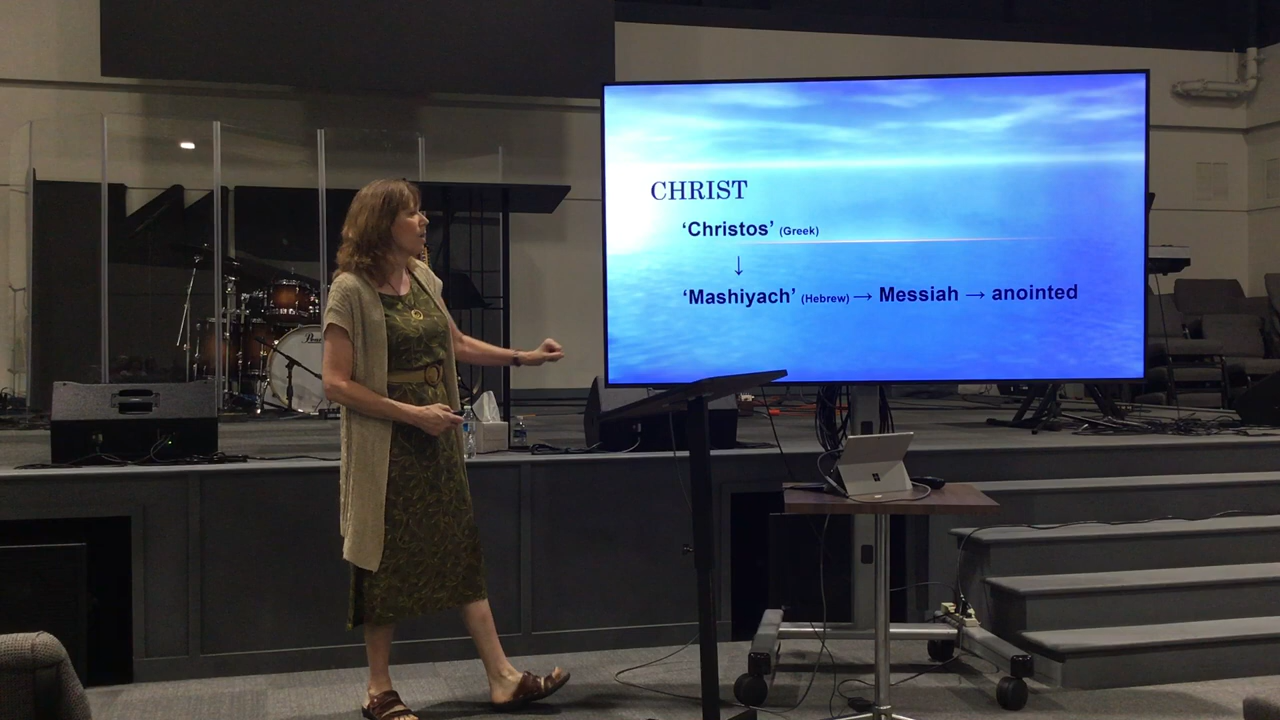 CHRIST
‘Christos’ (Greek)
↓
‘Mashiyach’ (Hebrew) → Messiah → anointed